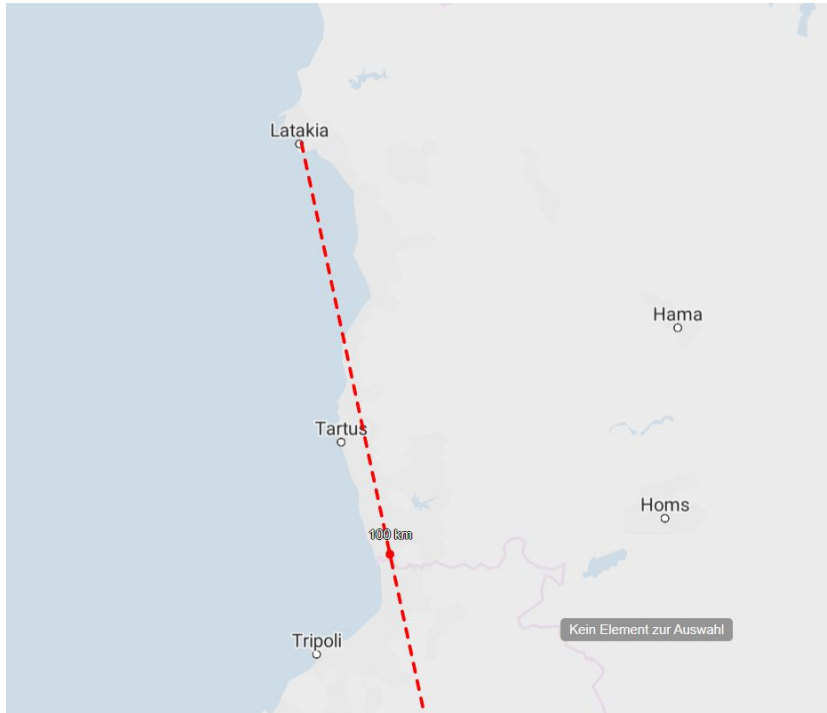 Latakia
Hama
Tartus
Homs
100 km
Kein Element zur Auswahl
Tripoli